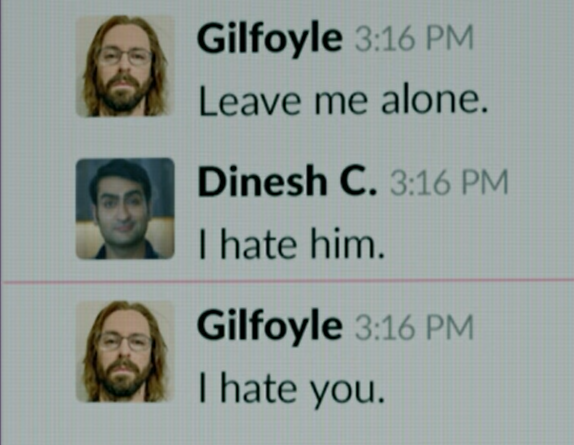 Gilfoyle 3:16 PM
Leave me alone.
Dinesh C. 3:16 PM
I hate him.
Gilfoyle 3:16 PM
I hate you.